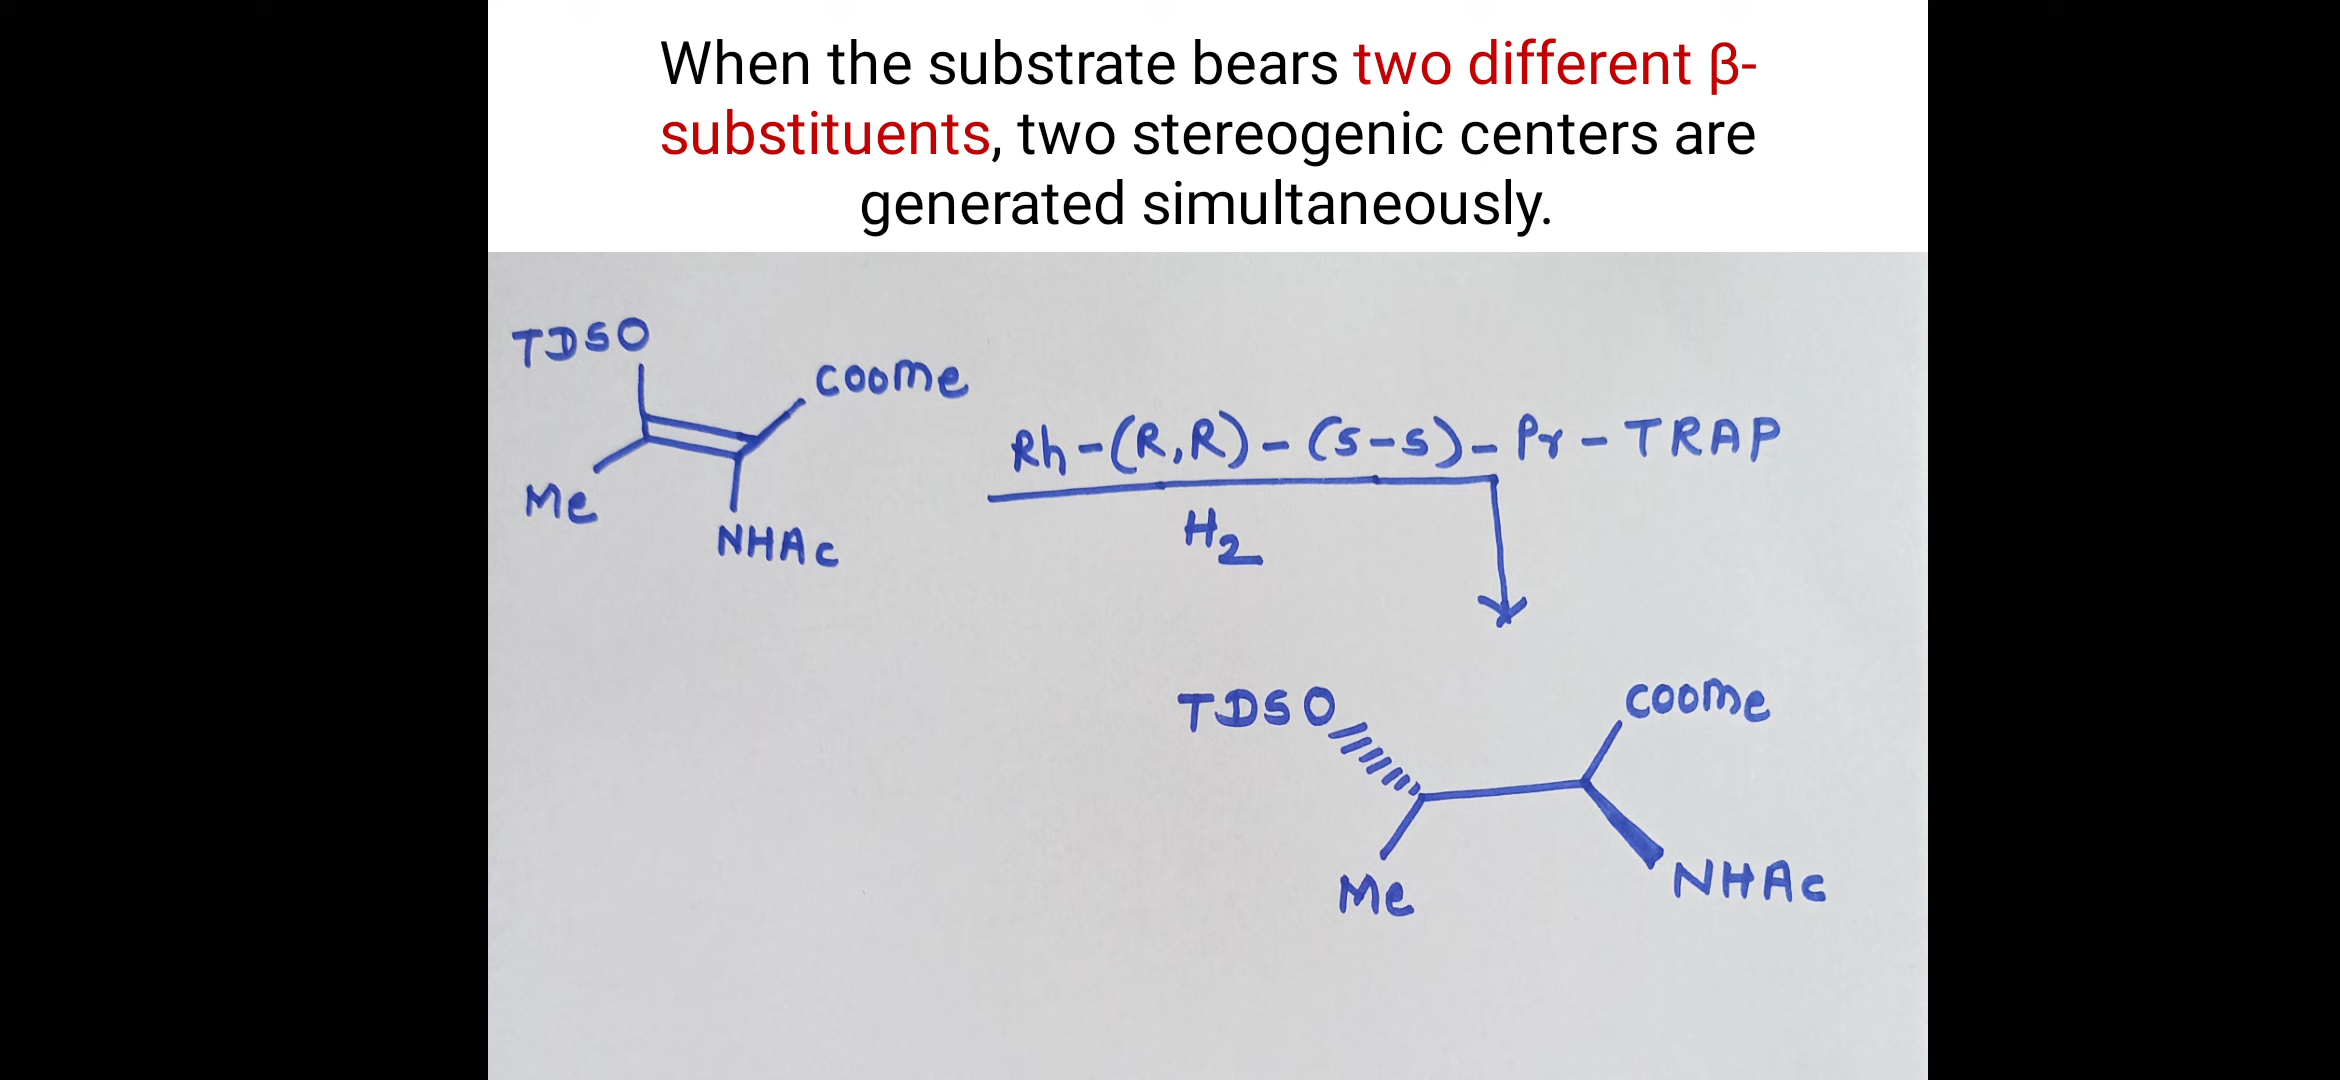 When the substrate bears two different β-
substituents, two stereogenic centers are
generated simultaneously.
TDSO
COOMe
Me
NHAc
Rh-(R,R)-(S-S)-Pr-TRAP
H2
TDSO
COOMe
Me
NHAc